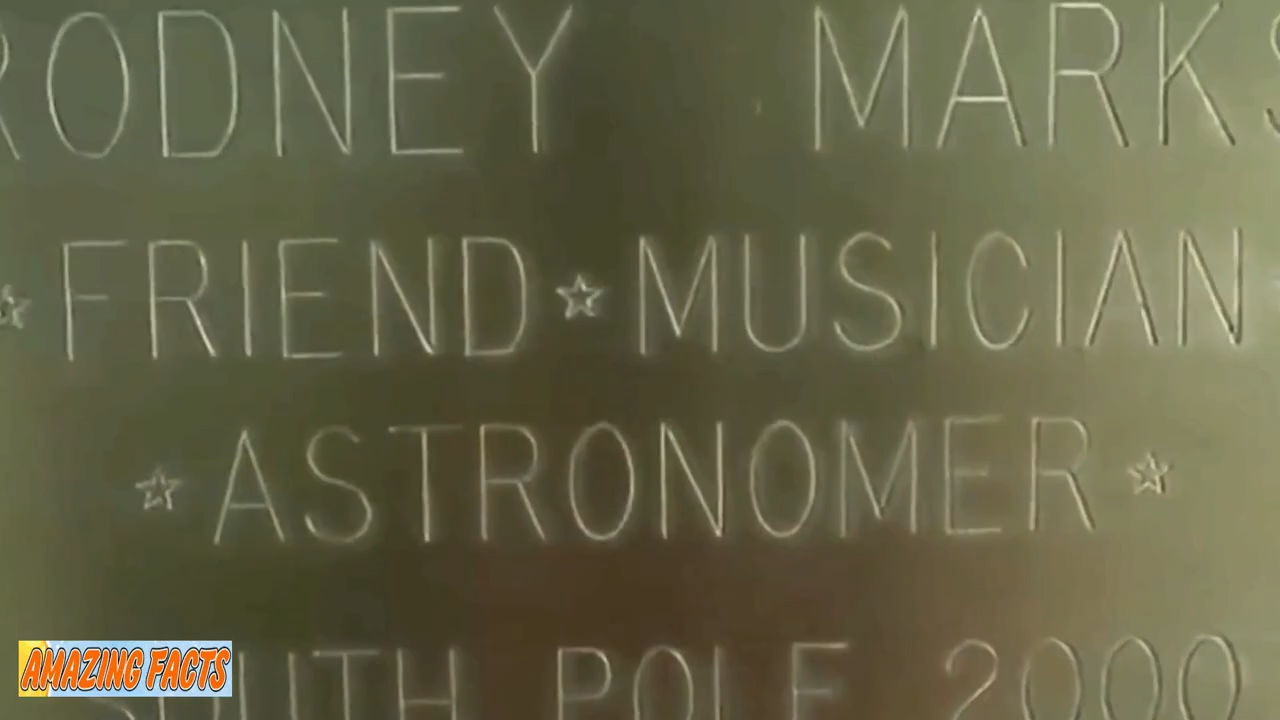 RODNEY MARKS
☆ FRIEND ☆ MUSICIAN
☆ ASTRONOMER ☆
SOUTH POLE 2000
AMAZING FACTS